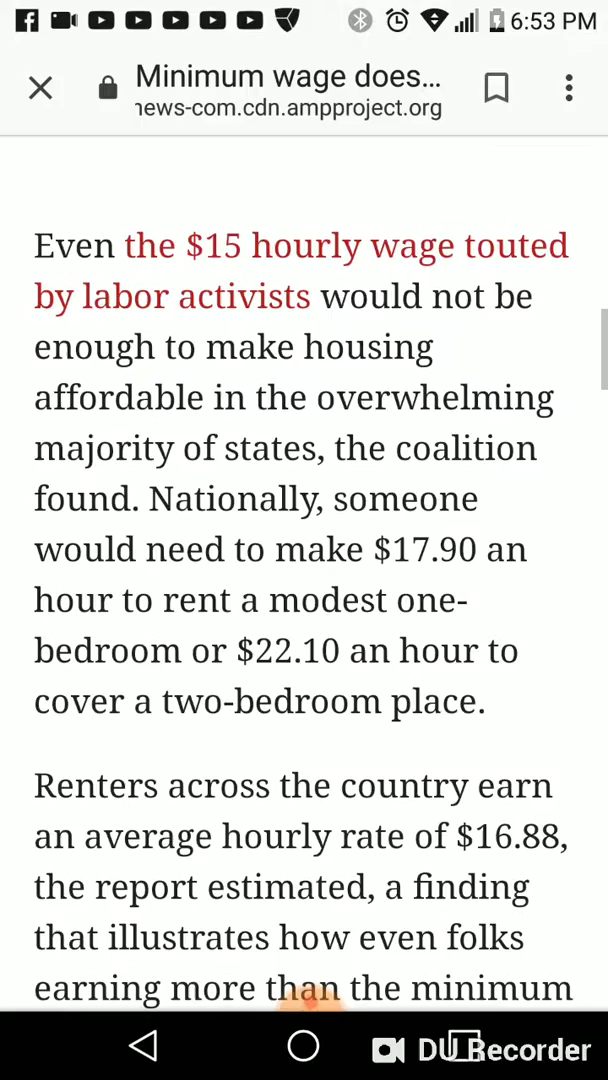 6:53 PM
Minimum wage does...
news-com.cdn.ampproject.org
Even the $15 hourly wage touted
by labor activists would not be
enough to make housing
affordable in the overwhelming
majority of states, the coalition
found. Nationally, someone
would need to make $17.90 an
hour to rent a modest one-
bedroom or $22.10 an hour to
cover a two-bedroom place.
Renters across the country earn
an average hourly rate of $16.88,
the report estimated, a finding
that illustrates how even folks
earning more than the minimum
DU Recorder